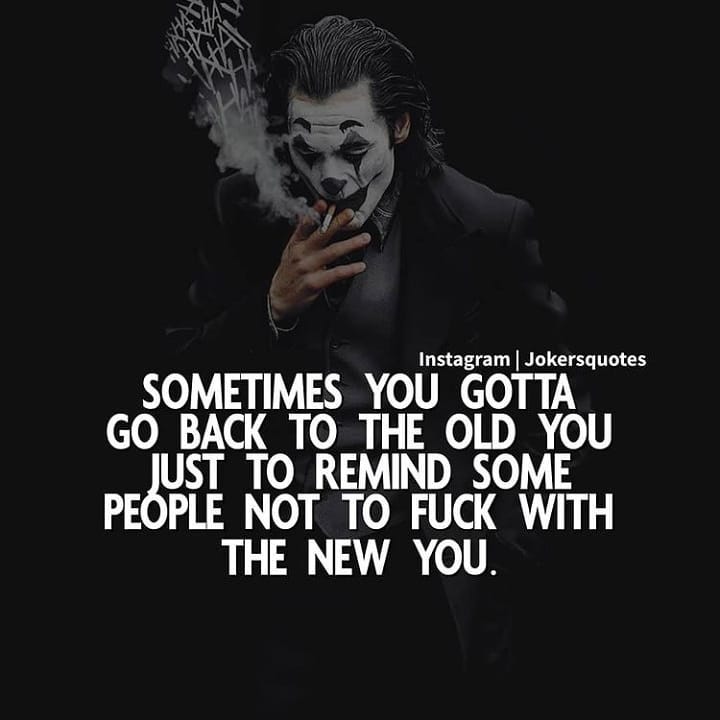 HAHAHA
Instagram | Jokersquotes
SOMETIMES YOU GOTTA
GO BACK TO THE OLD YOU
JUST TO REMIND SOME
PEOPLE NOT TO FUCK WITH
THE NEW YOU.